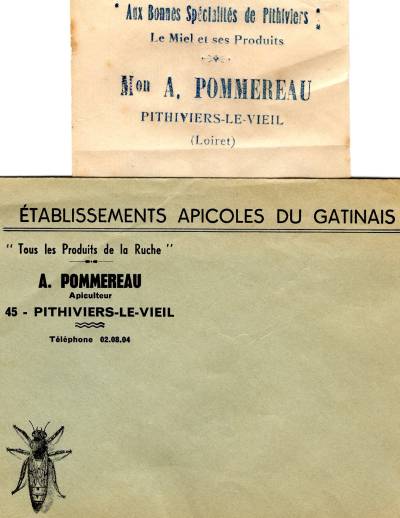 "Aux Bonnes Spécialités de Pithiviers"
Le Miel et ses Produits
Mon A. POMMEREAU
PITHIVIERS-LE-VIEIL
(Loiret)
ÉTABLISSEMENTS APICOLES DU GATINAIS
" Tous les Produits de la Ruche "
A. POMMEREAU
Apiculteur
45 - PITHIVIERS-LE-VIEIL
Téléphone 02.08.04